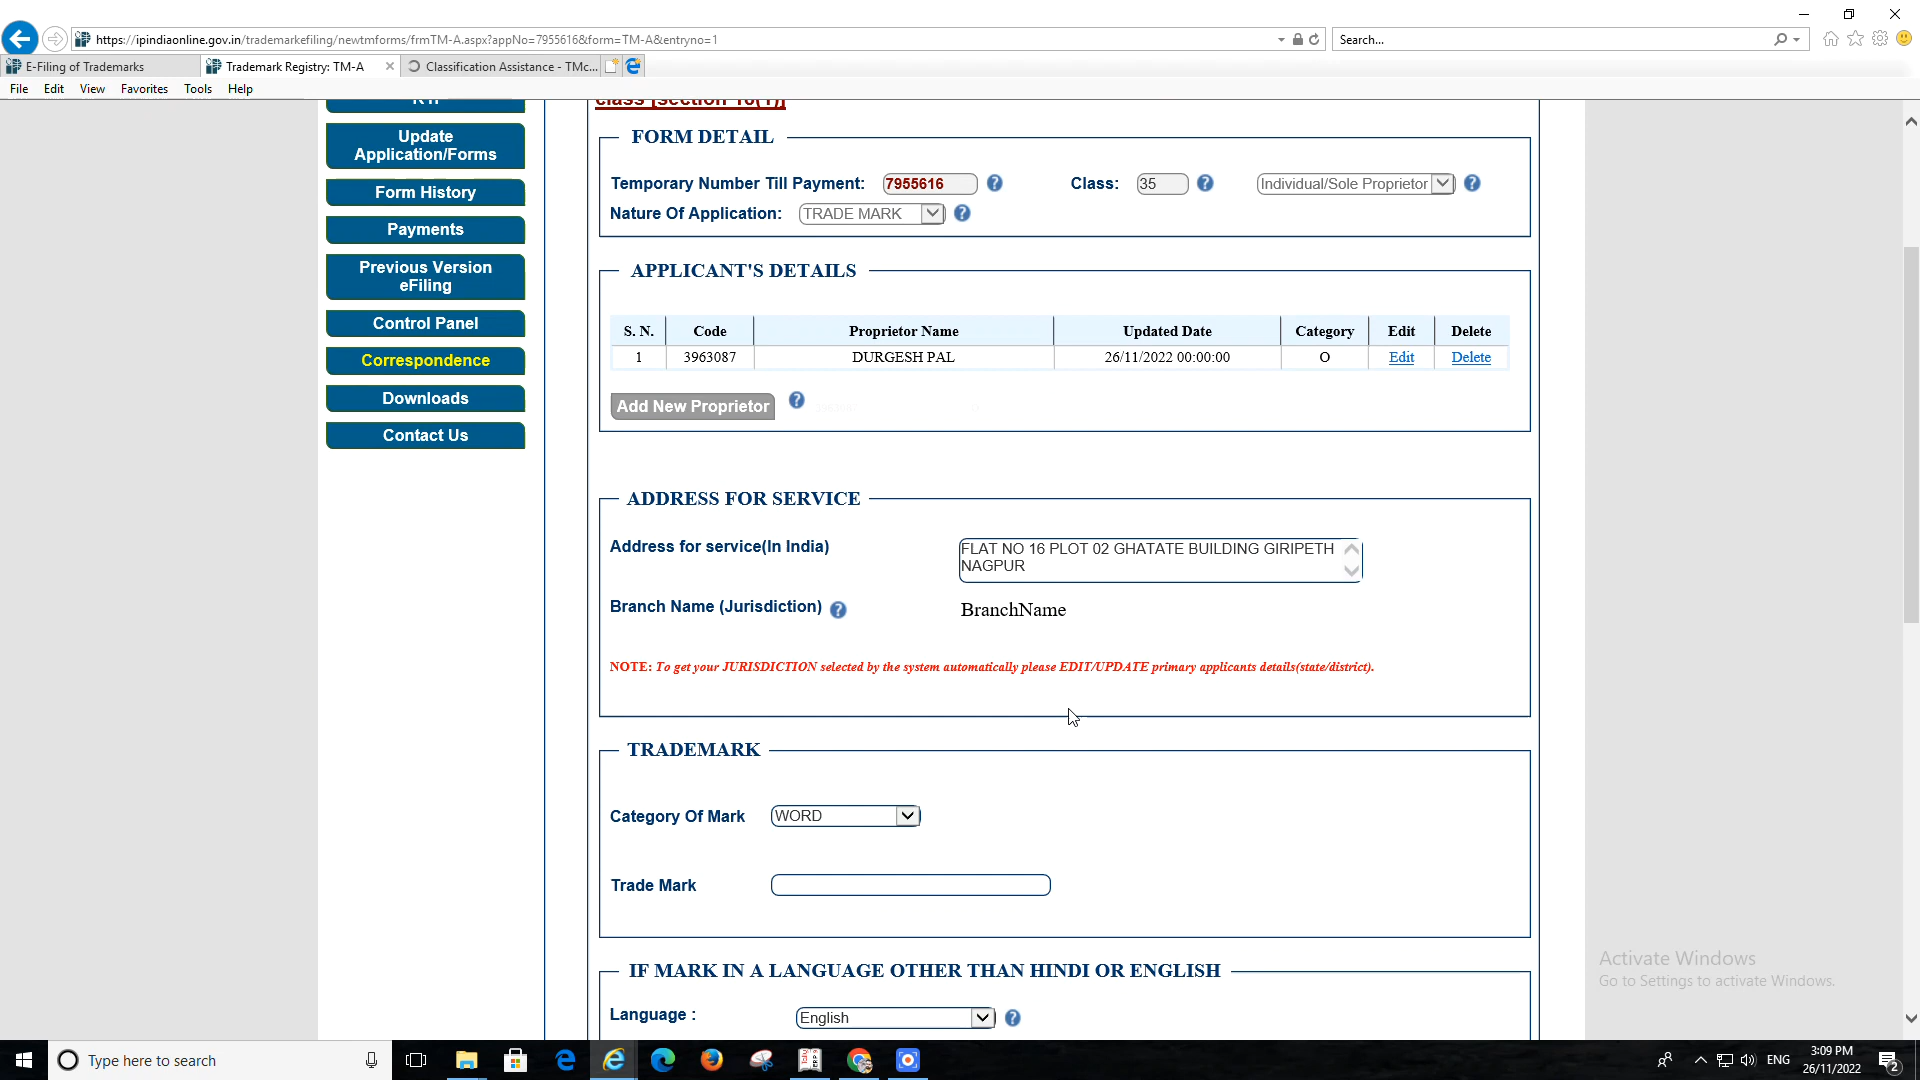 https://ipindiaonline.gov.in/trademarkefiling/newtmforms/frmTM-A.aspx?appNo=7955616&form=TM-A&entryno=1
Search...
E-Filing of Trademarks
Trademark Registry: TM-A
Classification Assistance - TMc...
File Edit View Favorites Tools Help
class [section 18(1)]
Update Application/Forms
Form History
Payments
Previous Version eFiling
Control Panel
Correspondence
Downloads
Contact Us
FORM DETAIL
Temporary Number Till Payment: 7955616 Class: 35 Individual/Sole Proprietor
Nature Of Application: TRADE MARK
APPLICANT'S DETAILS
S. N. Code Proprietor Name Updated Date Category Edit Delete
1 3963087 DURGESH PAL 26/11/2022 00:00:00 O Edit Delete
Add New Proprietor
ADDRESS FOR SERVICE
Address for service(In India) FLAT NO 16 PLOT 02 GHATATE BUILDING GIRIPETH
NAGPUR
Branch Name (Jurisdiction) BranchName
NOTE: To get your JURISDICTION selected by the system automatically please EDIT/UPDATE primary applicants details(state/district).
TRADEMARK
Category Of Mark WORD
Trade Mark
IF MARK IN A LANGUAGE OTHER THAN HINDI OR ENGLISH
Language : English
Activate Windows
Go to Settings to activate Windows.
Type here to search
ENG
3:09 PM
26/11/2022
2